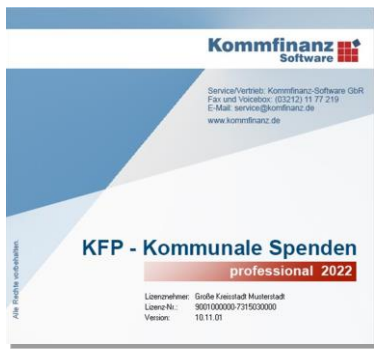 Kommfinanz
Software
Service/Vertrieb: Kommfinanz-Software GbR
Fax und Voicebox: (03212) 11 77 219
E-Mail: service@komfinanz.de
www.kommfinanz.de
KFP - Kommunale Spenden
professional 2022
Lizenznehmer: Große Kreisstadt Musterstadt
Lizenz-Nr.: 9001000000-7315030000
Version: 10.11.01
Alle Rechte vorbehalten.